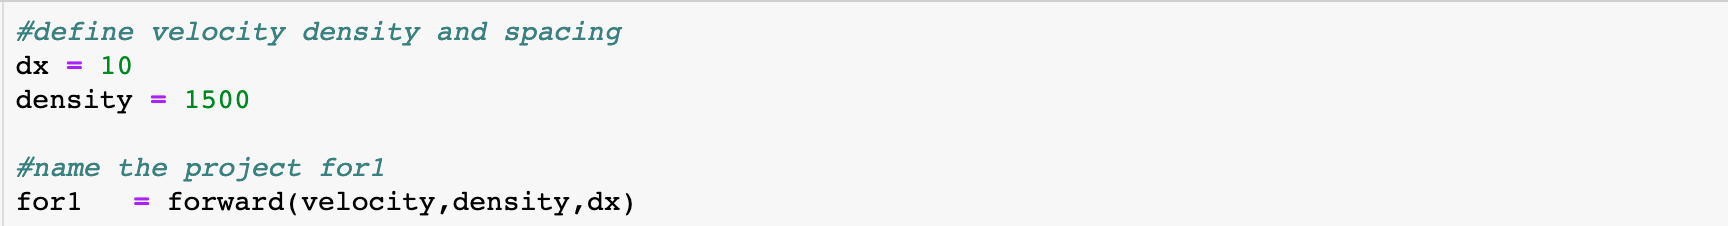 #define velocity density and spacing
dx = 10
density = 1500
#name the project for1
for1   = forward(velocity,density,dx)